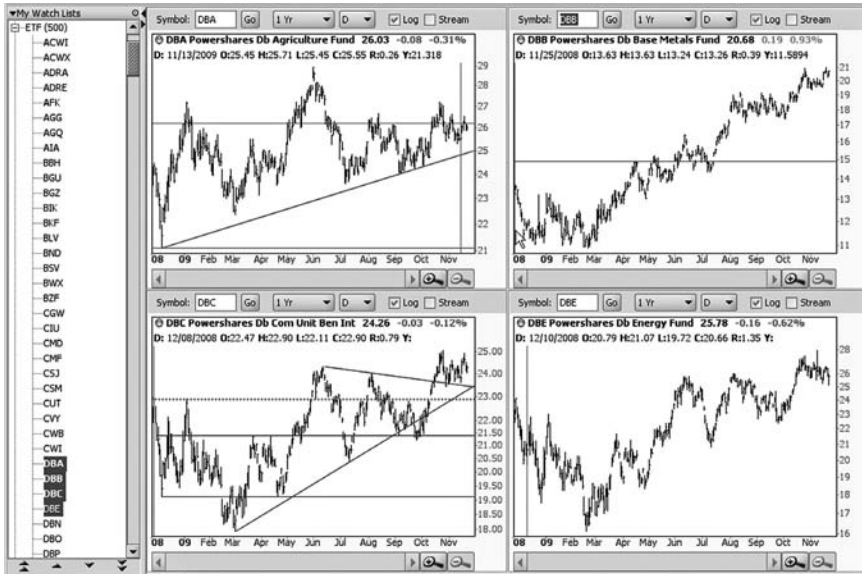 My Watch Lists
ETF (500)
ACWI
ACWX
ADRA
ADRE
AFK
AGG
AGQ
AIA
BBH
BGU
BGZ
BIK
BKF
BLV
BND
BSV
BWX
BZF
CGW
CIU
CMD
CMF
CSJ
CSM
CUT
CVY
CWB
CWI
DBA
DBB
DBC
DBE
DBN
DBO
DBP
Symbol: DBA Go 1 Yr D Log Stream
DBA Powershares Db Agriculture Fund 26.03 -0.08 -0.31%
D: 11/13/2009 O:25.45 H:25.71 L:25.45 C:25.55 R:0.26 Y:21.318
29
28
27
26
25
24
23
22
21
08 09 Feb Mar Apr May Jun Jul Aug Sep Oct Nov
Symbol: DBB Go 1 Yr D Log Stream
DBB Powershares Db Base Metals Fund 20.68 0.19 0.93%
D: 11/25/2008 O:13.63 H:13.63 L:13.24 C:13.26 R:0.39 Y:11.5894
21
20
19
18
17
16
15
14
13
12
11
08 09 Feb Mar Apr May Jun Jul Aug Sep Oct Nov
Symbol: DBC Go 1 Yr D Log Stream
DBC Powershares Db Com Unit Ben Int 24.26 -0.03 -0.12%
D: 12/08/2008 O:22.47 H:22.90 L:22.11 C:22.90 R:0.79 Y:
25.00
24.00
23.00
22.00
21.50
21.00
20.50
20.00
19.50
19.00
18.50
18.00
08 09 Feb Mar Apr May Jun Jul Aug Sep Oct Nov
Symbol: DBE Go 1 Yr D Log Stream
DBE Powershares Db Energy Fund 25.78 -0.16 -0.62%
D: 12/10/2008 O:20.79 H:21.07 L:19.72 C:20.66 R:1.35 Y:
28
26
25
24
23
22
21
20
19
18
17
16
08 09 Feb Mar Apr May Jun Jul Aug Sep Oct Nov